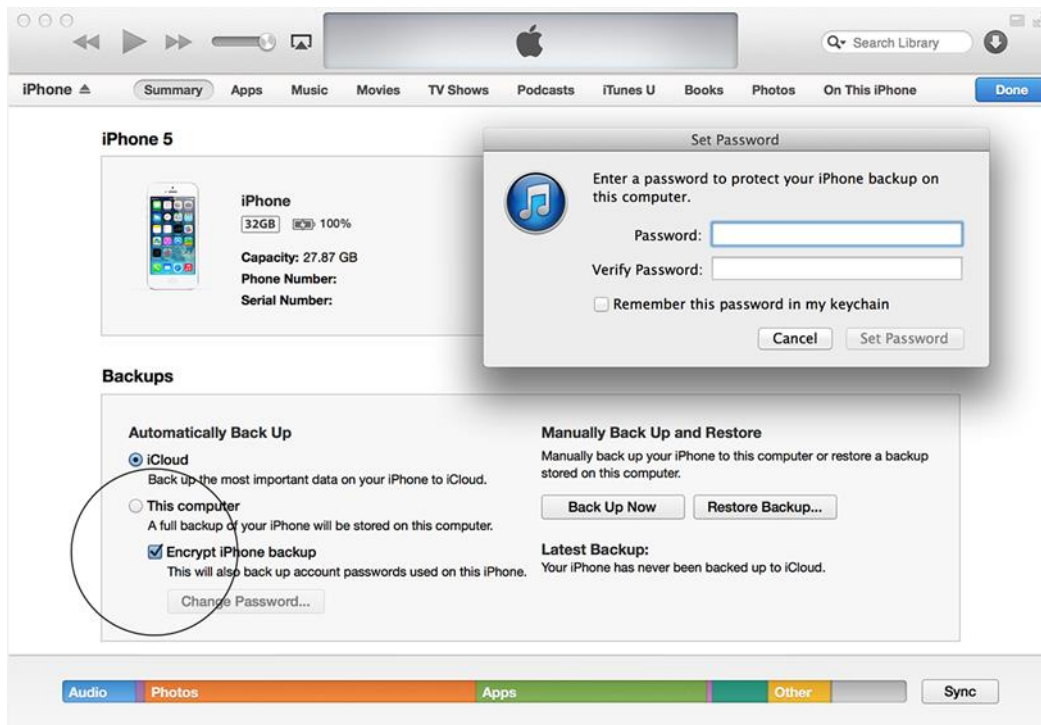 Search Library
iPhone
Summary
Apps
Music
Movies
TV Shows
Podcasts
iTunes U
Books
Photos
On This iPhone
Done
iPhone 5
iPhone
32GB 100%
Capacity: 27.87 GB
Phone Number:
Serial Number:
Set Password
Enter a password to protect your iPhone backup on
this computer.
Password:
Verify Password:
Remember this password in my keychain
Cancel
Set Password
Backups
Automatically Back Up
iCloud
Back up the most important data on your iPhone to iCloud.
This computer
A full backup of your iPhone will be stored on this computer.
Encrypt iPhone backup
This will also back up account passwords used on this iPhone.
Change Password...
Manually Back Up and Restore
Manually back up your iPhone to this computer or restore a backup
stored on this computer.
Back Up Now
Restore Backup...
Latest Backup:
Your iPhone has never been backed up to iCloud.
Audio
Photos
Apps
Other
Sync